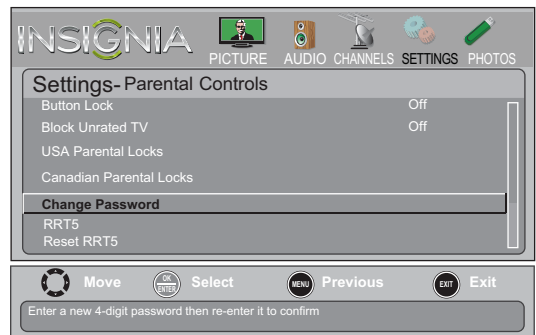 INSIGNIA
PICTURE AUDIO CHANNELS SETTINGS PHOTOS
Settings- Parental Controls
Button Lock Off
Block Unrated TV Off
USA Parental Locks
Canadian Parental Locks
Change Password
RRT5
Reset RRT5
Move OK ENTER Select MENU Previous EXIT Exit
Enter a new 4-digit password then re-enter it to confirm